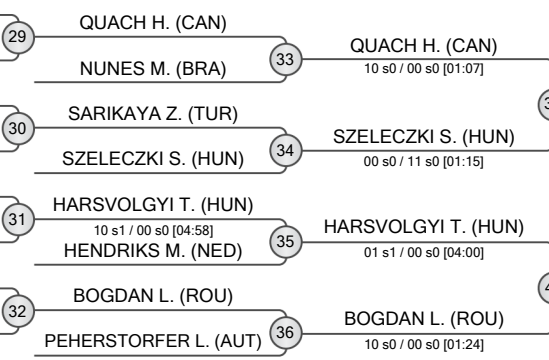 29
QUACH H. (CAN)
NUNES M. (BRA)
33
QUACH H. (CAN)
10 s0 / 00 s0 [01:07]
30
SARIKAYA Z. (TUR)
SZELECZKI S. (HUN)
34
SZELECZKI S. (HUN)
00 s0 / 11 s0 [01:15]
31
HARSVOLGYI T. (HUN)
10 s1 / 00 s0 [04:58]
HENDRIKS M. (NED)
35
HARSVOLGYI T. (HUN)
01 s1 / 00 s0 [04:00]
32
BOGDAN L. (ROU)
PEHERSTORFER L. (AUT)
36
BOGDAN L. (ROU)
10 s0 / 00 s0 [01:24]